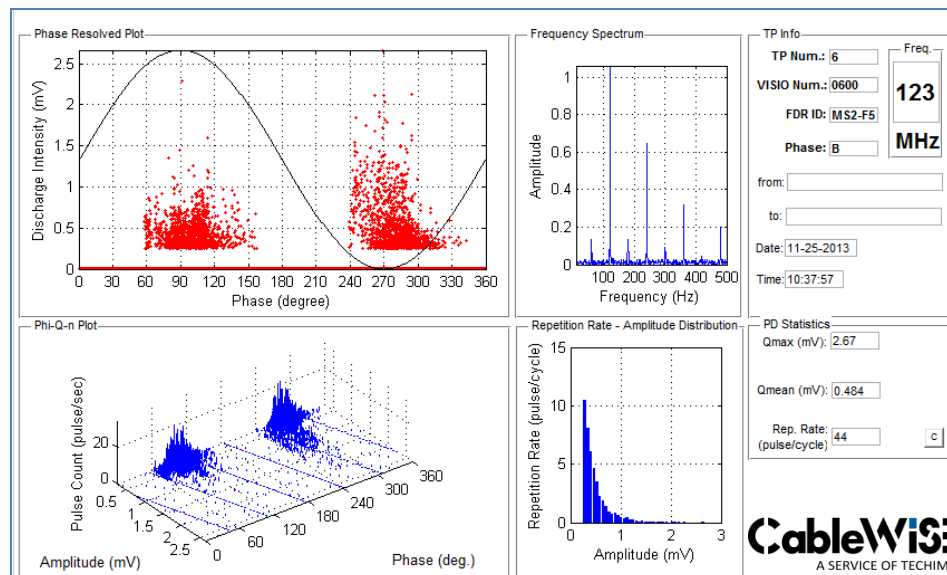 Phase Resolved Plot
Discharge Intensity (mV)
2.5
2
1.5
1
0.5
0
0 30 60 90 120 150 180 210 240 270 300 330 360
Phase (degree)
Frequency Spectrum
Amplitude
1
0.8
0.6
0.4
0.2
0
100 200 300 400 500
Frequency (Hz)
TP Info
TP Num.: 6
VISIO Num.: 0600
FDR ID: MS2-F5
Phase: B
Freq.
123
MHz
from:
to:
Date: 11-25-2013
Time: 10:37:57
Phi-Q-n Plot
Pulse Count (pulse/sec)
20
0
0.5
1
1.5
2
2.5
Amplitude (mV)
0
60
120
180
240
300
360
Phase (deg.)
Repetition Rate - Amplitude Distribution
Repetition Rate (pulse/cycle)
15
10
5
0
0 1 2 3
Amplitude (mV)
PD Statistics
Qmax (mV): 2.67
Qmean (mV): 0.484
Rep. Rate: 44
(pulse/cycle)
C
CableWISE
A SERVICE OF TECHIM